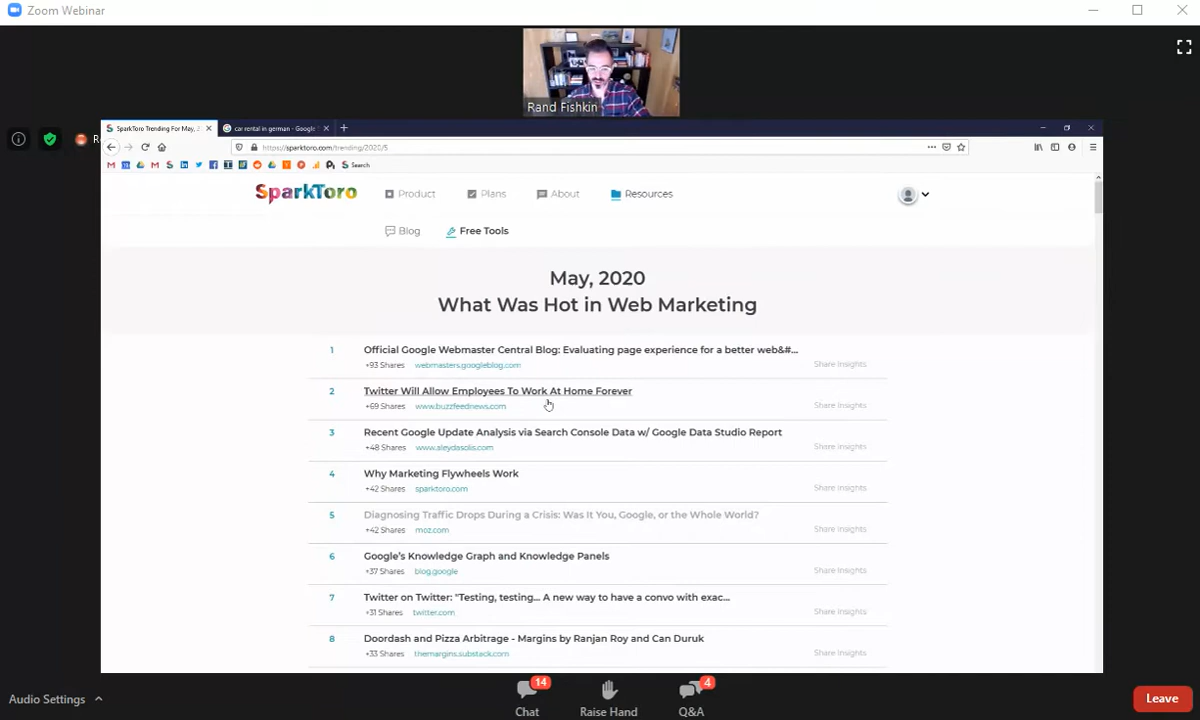 Zoom Webinar
Rand Fishkin
R
SparkToro Trending For May, 2
car rental in german - Google S
https://sparktoro.com/trending/2020/5
Search
SparkToro
Product
Plans
About
Resources
Blog
Free Tools
May, 2020
What Was Hot in Web Marketing
1
Official Google Webmaster Central Blog: Evaluating page experience for a better web&#...
+93 Shares webmasters.googleblog.com
Share Insights
2
Twitter Will Allow Employees To Work At Home Forever
+69 Shares www.buzzfeednews.com
Share Insights
3
Recent Google Update Analysis via Search Console Data w/ Google Data Studio Report
+48 Shares www.aleydasolis.com
Share Insights
4
Why Marketing Flywheels Work
+42 Shares sparktoro.com
Share Insights
5
Diagnosing Traffic Drops During a Crisis: Was It You, Google, or the Whole World?
+42 Shares moz.com
Share Insights
6
Google's Knowledge Graph and Knowledge Panels
+37 Shares blog.google
Share Insights
7
Twitter on Twitter: "Testing, testing... A new way to have a convo with exac...
+31 Shares twitter.com
Share Insights
8
Doordash and Pizza Arbitrage - Margins by Ranjan Roy and Can Duruk
+33 Shares themargins.substack.com
Share Insights
Audio Settings
14
Chat
Raise Hand
4
Q&A
Leave